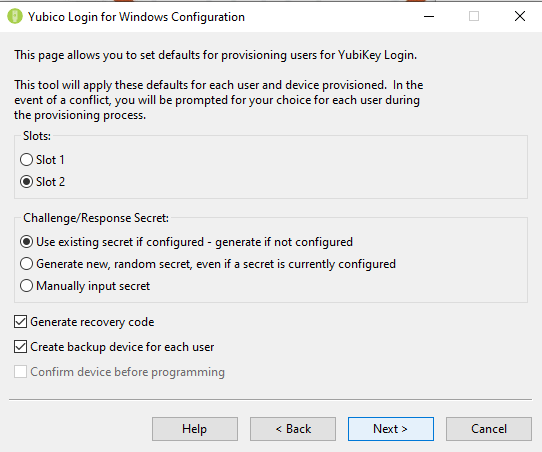 Yubico Login for Windows Configuration
This page allows you to set defaults for provisioning users for YubiKey Login.
This tool will apply these defaults for each user and device provisioned.  In the
event of a conflict, you will be prompted for your choice for each user during
the provisioning process.
Slots:
Slot 1
Slot 2
Challenge/Response Secret:
Use existing secret if configured - generate if not configured
Generate new, random secret, even if a secret is currently configured
Manually input secret
Generate recovery code
Create backup device for each user
Confirm device before programming
Help
< Back
Next >
Cancel